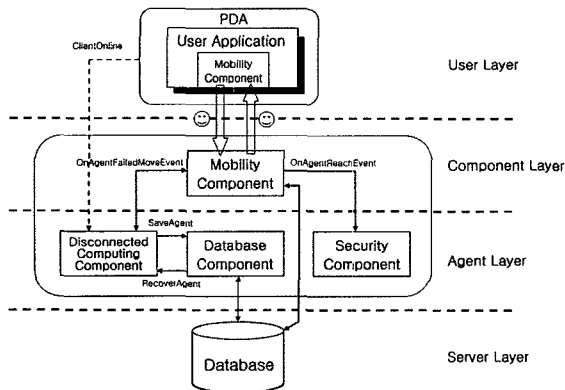 PDA
ClientOnline
User Application
Mobility
Component
User Layer
OnAgentFailedMoveEvent
Mobility
Component
OnAgentReachEvent
Component Layer
SaveAgent
Disconnected
Computing
Component
Database
Component
Security
Component
Agent Layer
RecoverAgent
Database
Server Layer